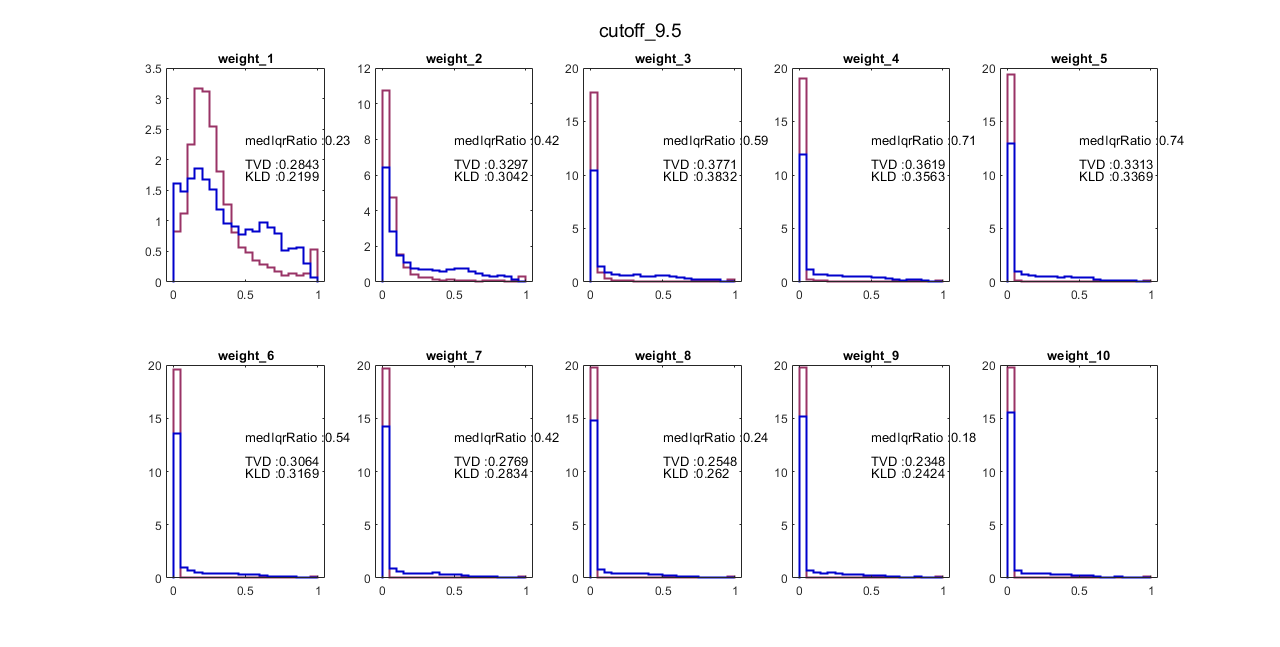 cutoff_9.5
weight_1
3.5
3
2.5
2
1.5
1
0.5
0
0
0.5
1
medIqrRatio :0.23
TVD :0.2843
KLD :0.2199
weight_2
12
10
8
6
4
2
0
0
0.5
1
medIqrRatio :0.42
TVD :0.3297
KLD :0.3042
weight_3
20
15
10
5
0
0
0.5
1
medIqrRatio :0.59
TVD :0.3771
KLD :0.3832
weight_4
20
15
10
5
0
0
0.5
1
medIqrRatio :0.71
TVD :0.3619
KLD :0.3563
weight_5
20
15
10
5
0
0
0.5
1
medIqrRatio :0.74
TVD :0.3313
KLD :0.3369
weight_6
20
15
10
5
0
0
0.5
1
medIqrRatio :0.54
TVD :0.3064
KLD :0.3169
weight_7
20
15
10
5
0
0
0.5
1
medIqrRatio :0.42
TVD :0.2769
KLD :0.2834
weight_8
20
15
10
5
0
0
0.5
1
medIqrRatio :0.24
TVD :0.2548
KLD :0.262
weight_9
20
15
10
5
0
0
0.5
1
medIqrRatio :0.18
TVD :0.2348
KLD :0.2424
weight_10
20
15
10
5
0
0
0.5
1